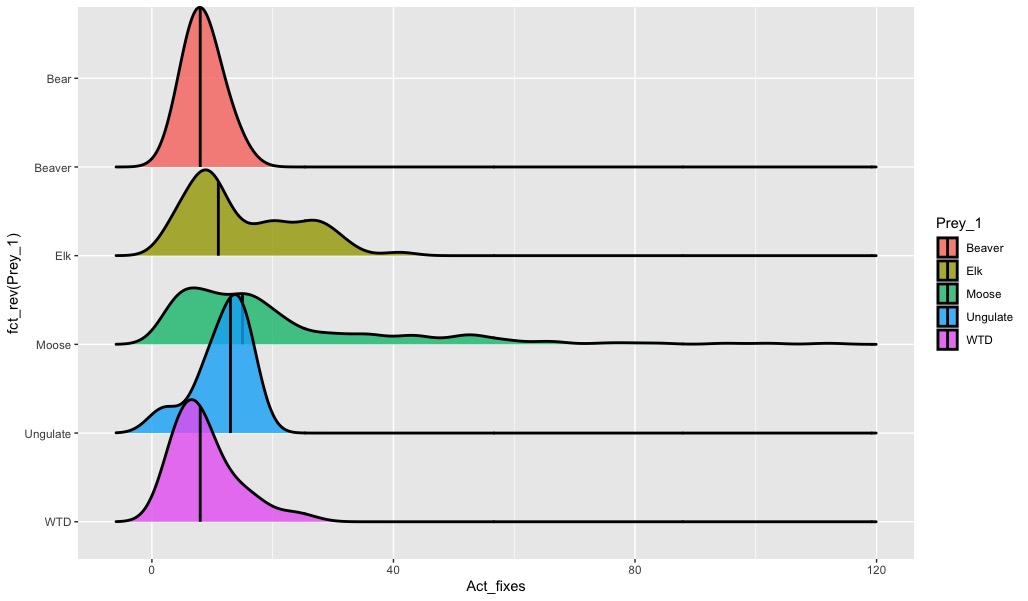 Bear
Beaver
Elk
Moose
Ungulate
WTD
fct_rev(Prey_1)
0 40 80 120
Act_fixes
Prey_1
Beaver
Elk
Moose
Ungulate
WTD